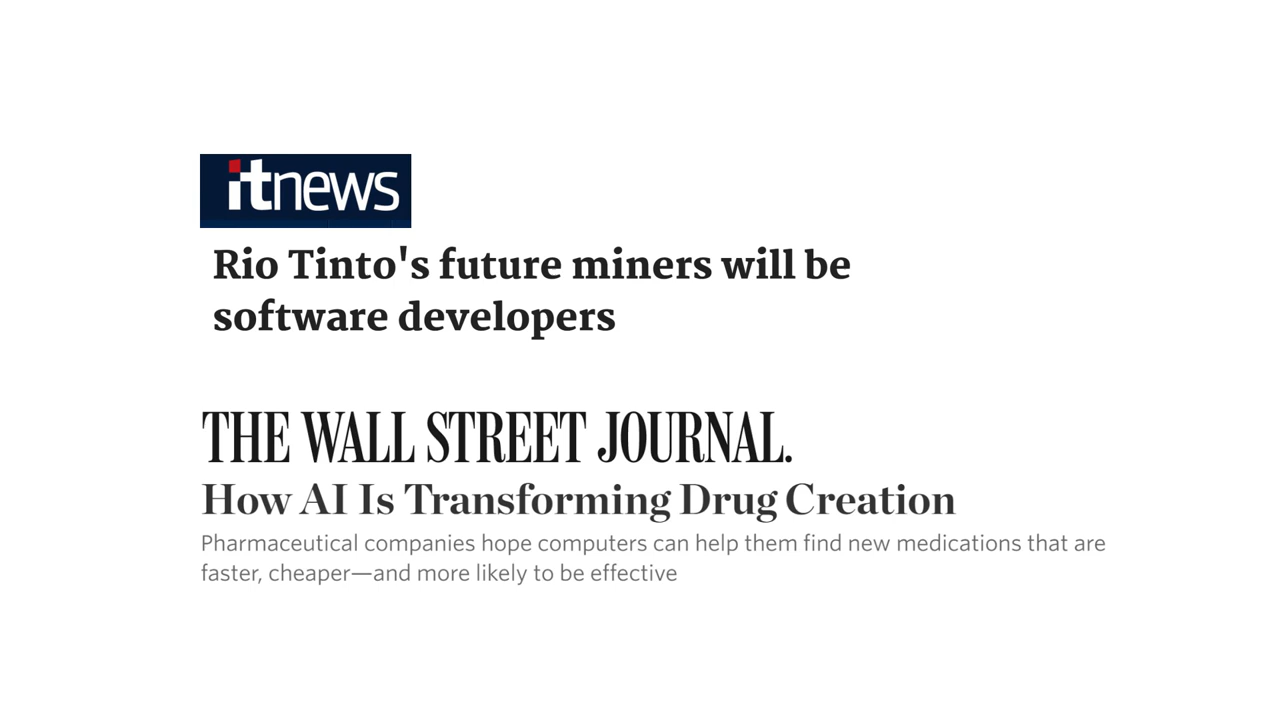 itnews
Rio Tinto's future miners will be
software developers
THE WALL STREET JOURNAL.
How AI Is Transforming Drug Creation
Pharmaceutical companies hope computers can help them find new medications that are
faster, cheaper—and more likely to be effective